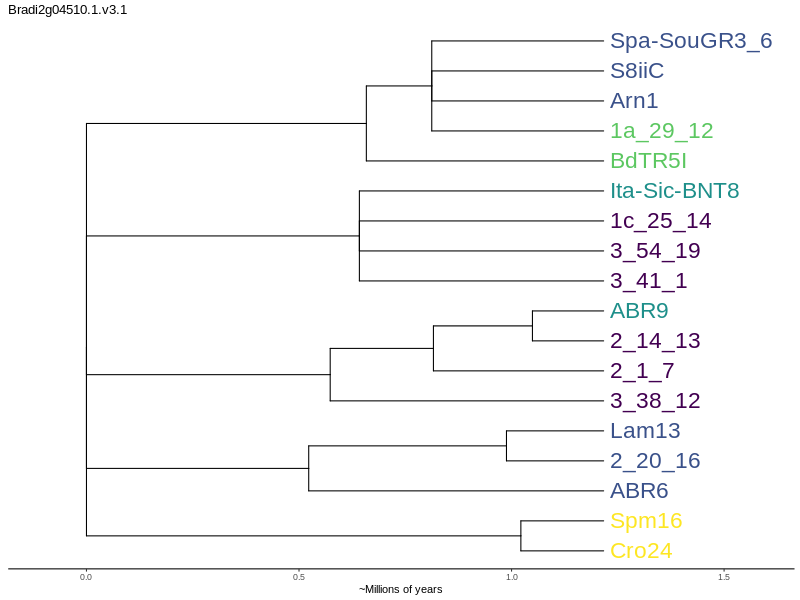 Bradi2g04510.1.v3.1
Spa-SouGR3_6
S8iiC
Arn1
1a_29_12
BdTR5I
Ita-Sic-BNT8
1c_25_14
3_54_19
3_41_1
ABR9
2_14_13
2_1_7
3_38_12
Lam13
2_20_16
ABR6
Spm16
Cro24
0.0 0.5 1.0 1.5
~Millions of years